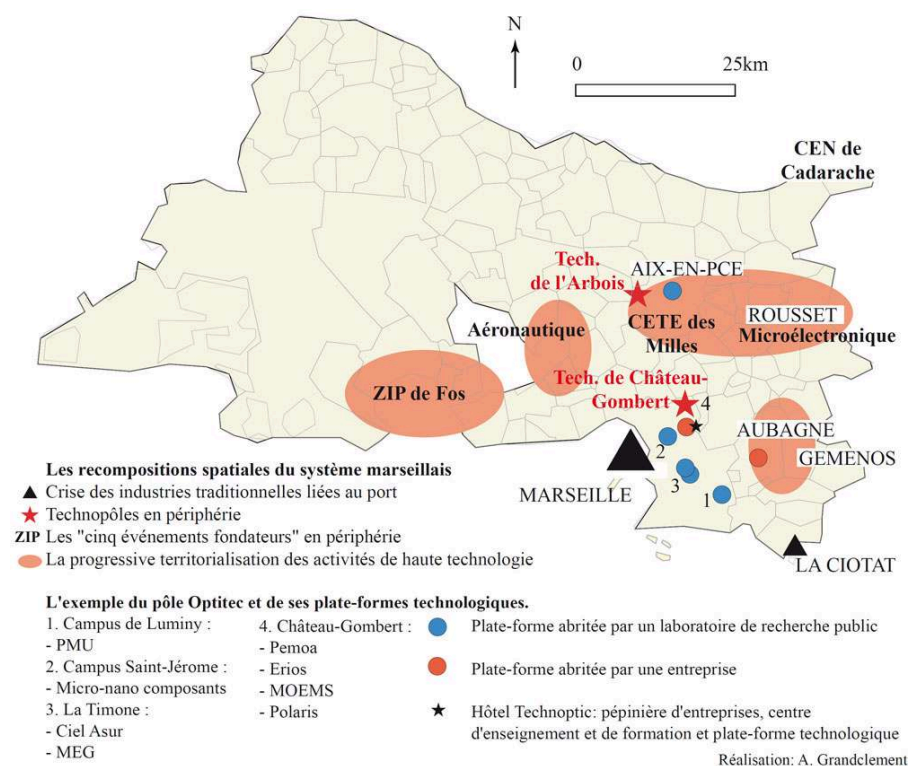 N
0 25km
CEN de
Cadarache
Tech.
de l'Arbois
AIX-EN-PCE
ROUSSET
Aéronautique
CETE des
Milles
Microélectronique
ZIP de Fos
Tech. de Château-
Gombert
4
AUBAGNE
GEMENOS
2
3
MARSEILLE
1
LA CIOTAT
Les recompositions spatiales du système marseillais
Crise des industries traditionnelles liées au port
Technopôles en périphérie
ZIP Les "cinq événements fondateurs" en périphérie
La progressive territorialisation des activités de haute technologie
L'exemple du pôle Optitec et de ses plate-formes technologiques.
1. Campus de Luminy :
- PMU
2. Campus Saint-Jérome :
- Micro-nano composants
3. La Timone :
- Ciel Asur
- MEG
4. Château-Gombert :
- Pemoa
- Erios
- MOEMS
- Polaris
Plate-forme abritée par un laboratoire de recherche public
Plate-forme abritée par une entreprise
Hôtel Technoptic: pépinière d'entreprises, centre
d'enseignement et de formation et plate-forme technologique
Réalisation: A. Grandclement